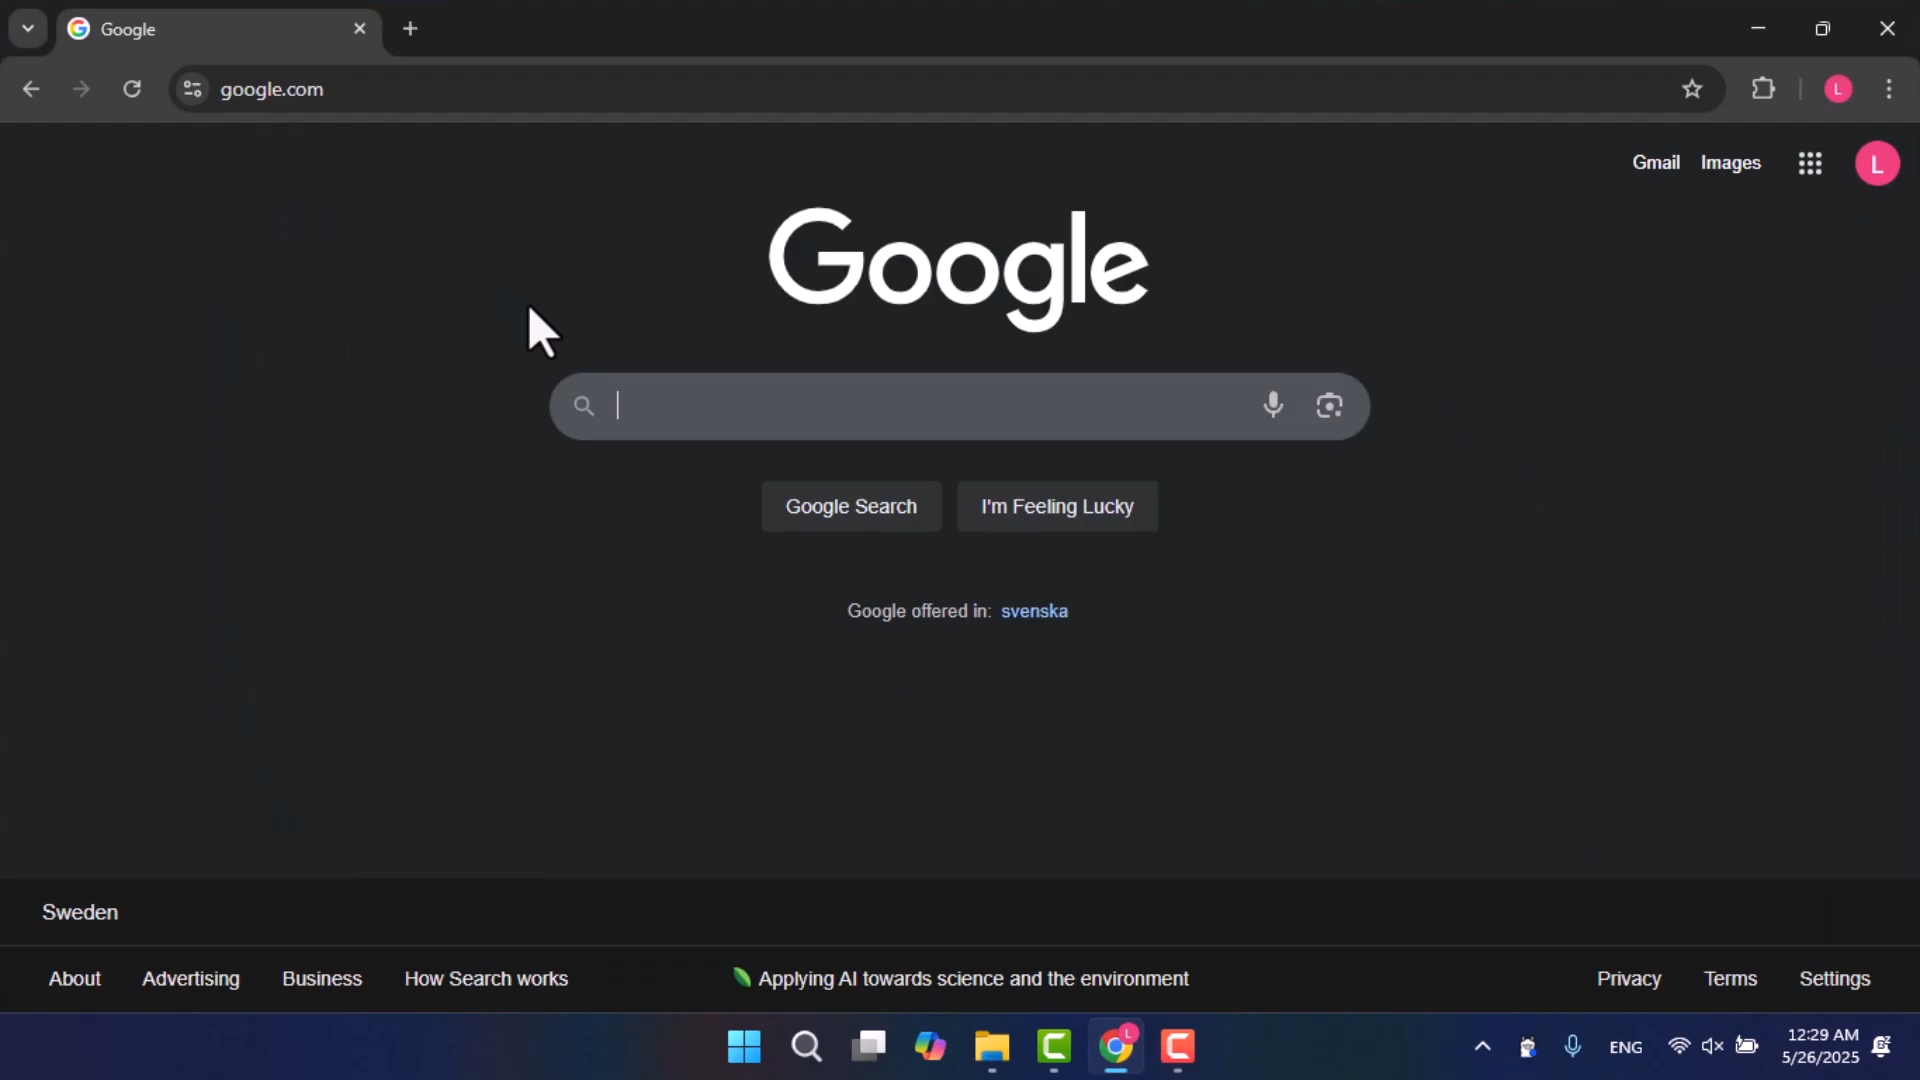 Google
google.com
L
Gmail Images
L
Google
Google Search I'm Feeling Lucky
Google offered in: svenska
Sweden
About Advertising Business How Search works Applying AI towards science and the environment Privacy Terms Settings
L
ENG
12:29 AM
5/26/2025